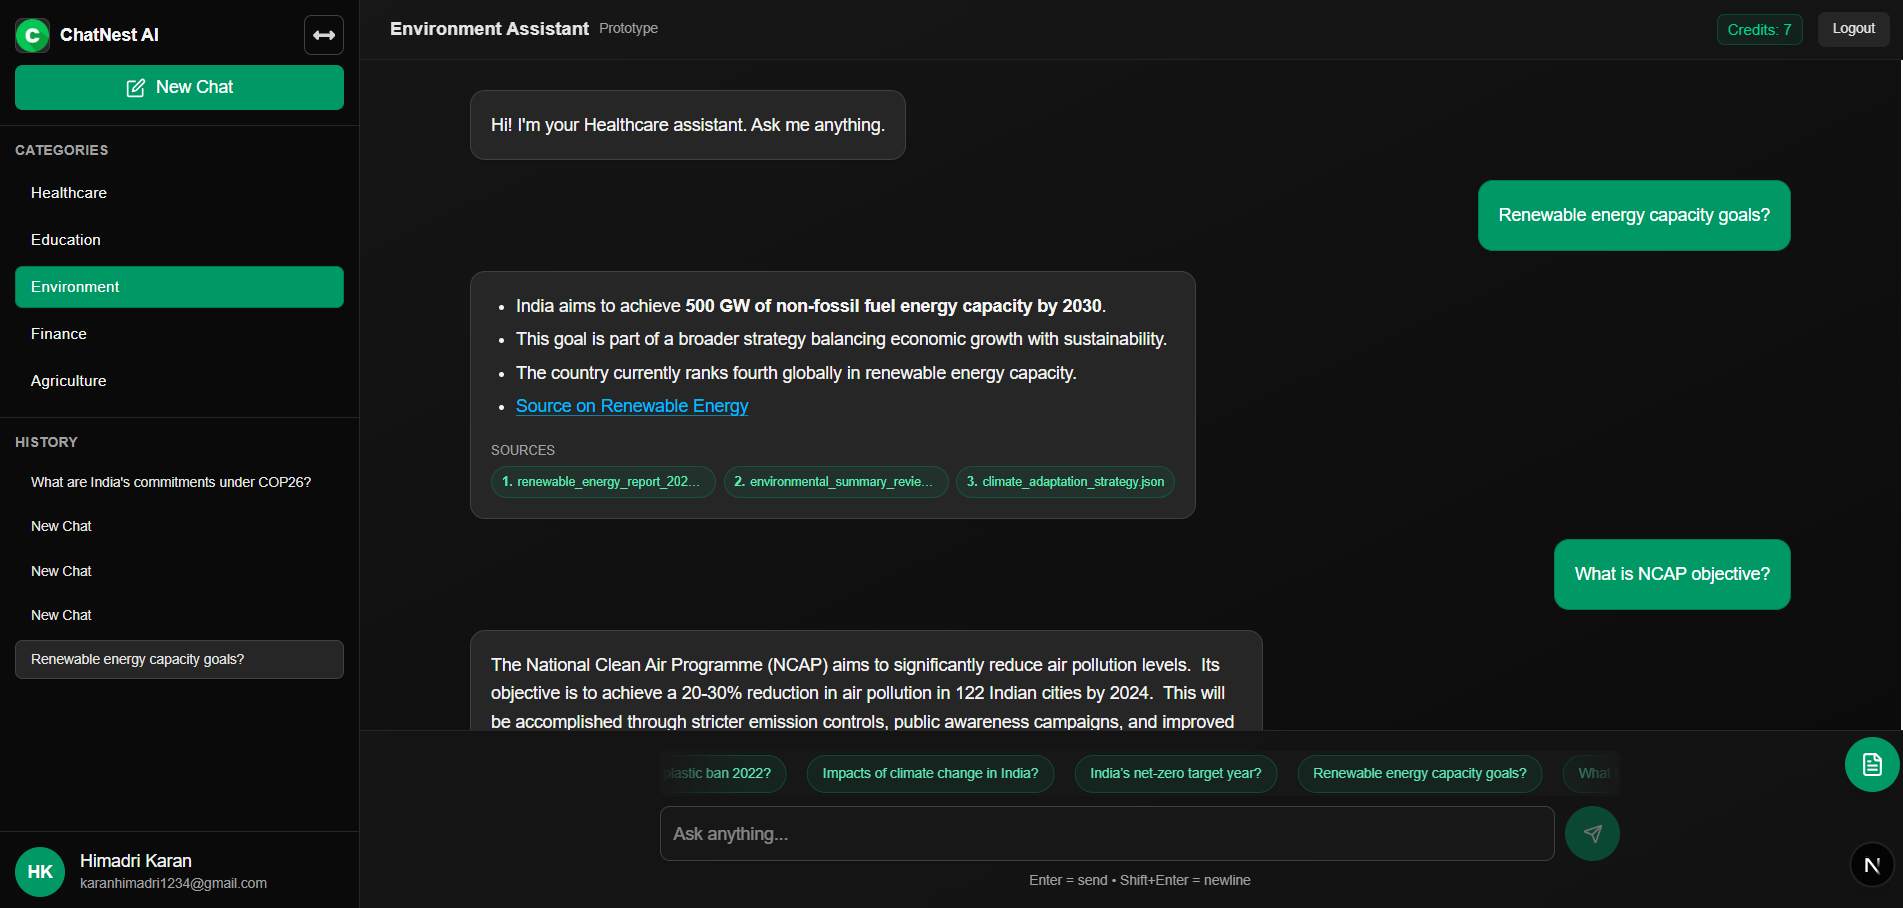 C ChatNest AI
New Chat
CATEGORIES
Healthcare
Education
Environment
Finance
Agriculture
HISTORY
What are India's commitments under COP26?
New Chat
New Chat
New Chat
Renewable energy capacity goals?
HK
Himadri Karan
karanhimadri1234@gmail.com
Environment Assistant Prototype
Credits: 7
Logout
Hi! I'm your Healthcare assistant. Ask me anything.
Renewable energy capacity goals?
• India aims to achieve 500 GW of non-fossil fuel energy capacity by 2030.
• This goal is part of a broader strategy balancing economic growth with sustainability.
• The country currently ranks fourth globally in renewable energy capacity.
• Source on Renewable Energy
SOURCES
1. renewable_energy_report_202...
2. environmental_summary_revie...
3. climate_adaptation_strategy.json
What is NCAP objective?
The National Clean Air Programme (NCAP) aims to significantly reduce air pollution levels. Its
objective is to achieve a 20-30% reduction in air pollution in 122 Indian cities by 2024. This will
be accomplished through stricter emission controls, public awareness campaigns, and improved
plastic ban 2022?
Impacts of climate change in India?
India's net-zero target year?
Renewable energy capacity goals?
What
Ask anything...
Enter = send • Shift+Enter = newline
N